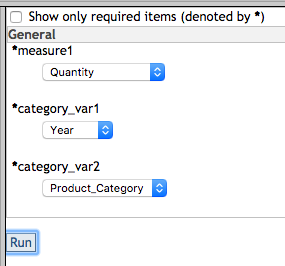 Show only required items (denoted by *)
General
*measure1
Quantity
*category_var1
Year
*category_var2
Product_Category
Run